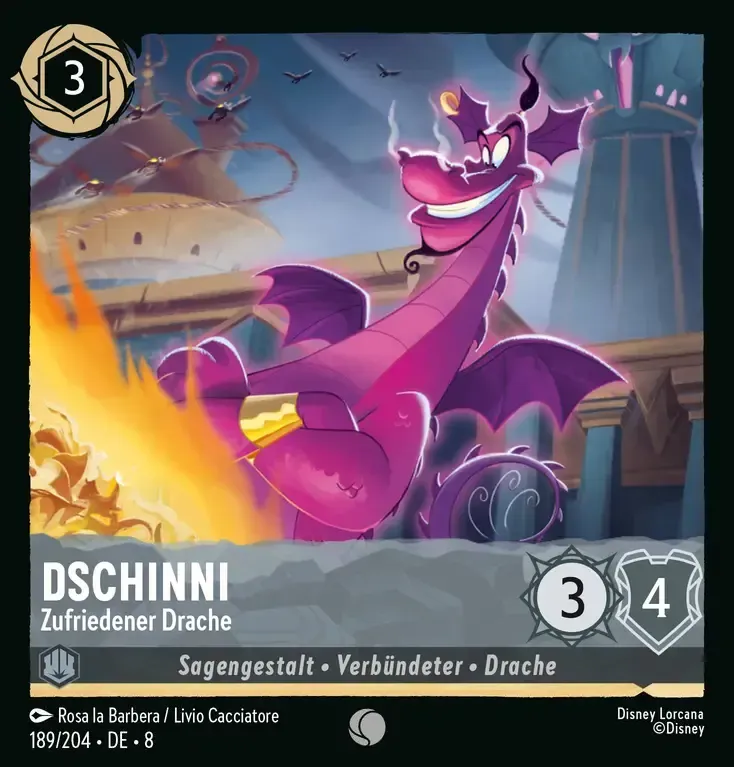 3
DSCHINNI
Zufriedener Drache
3
4
Sagengestalt • Verbündeter • Drache
Rosa la Barbera / Livio Cacciatore
189/204 • DE • 8
Disney Lorcana
©Disney